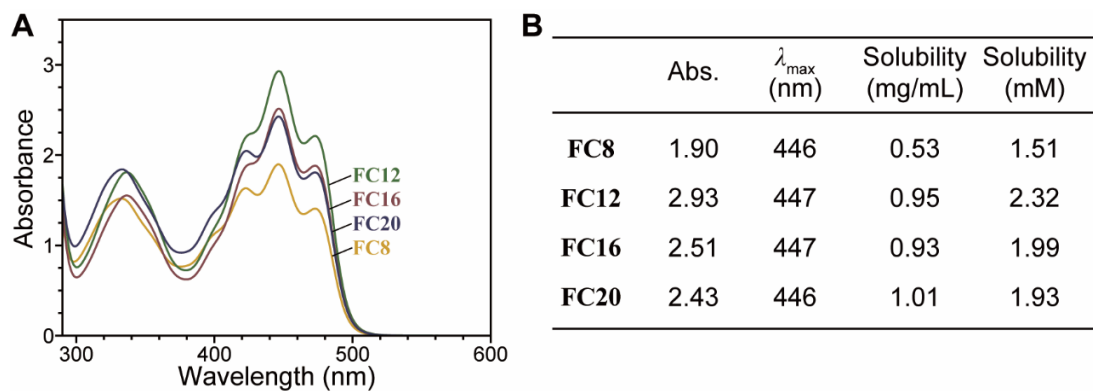 A
Absorbance
3
2
1
0
FC12
FC16
FC20
FC8
300 400 500 600
Wavelength (nm)
B
Abs. λmax (nm) Solubility (mg/mL) Solubility (mM)
FC8 1.90 446 0.53 1.51
FC12 2.93 447 0.95 2.32
FC16 2.51 447 0.93 1.99
FC20 2.43 446 1.01 1.93